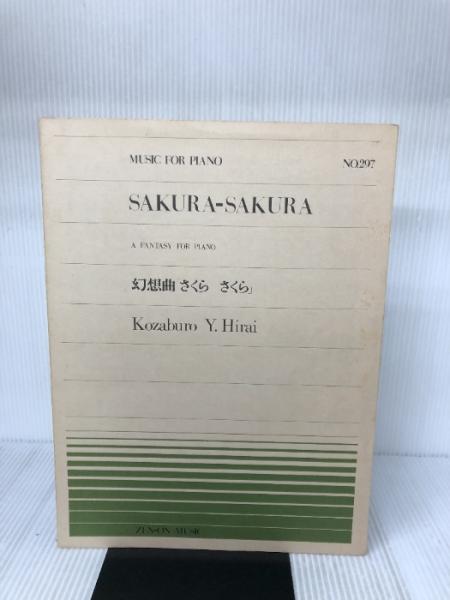 MUSIC FOR PIANO NO.297
SAKURA-SAKURA
A FANTASY FOR PIANO
幻想曲 さくら さくら」
Kozaburo Y. Hirai
ZEN-ON MUSIC